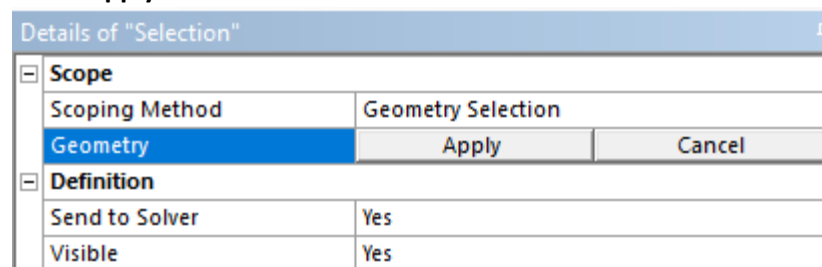 Details of "Selection"
Scope
Scoping Method Geometry Selection
Geometry Apply Cancel
Definition
Send to Solver Yes
Visible Yes